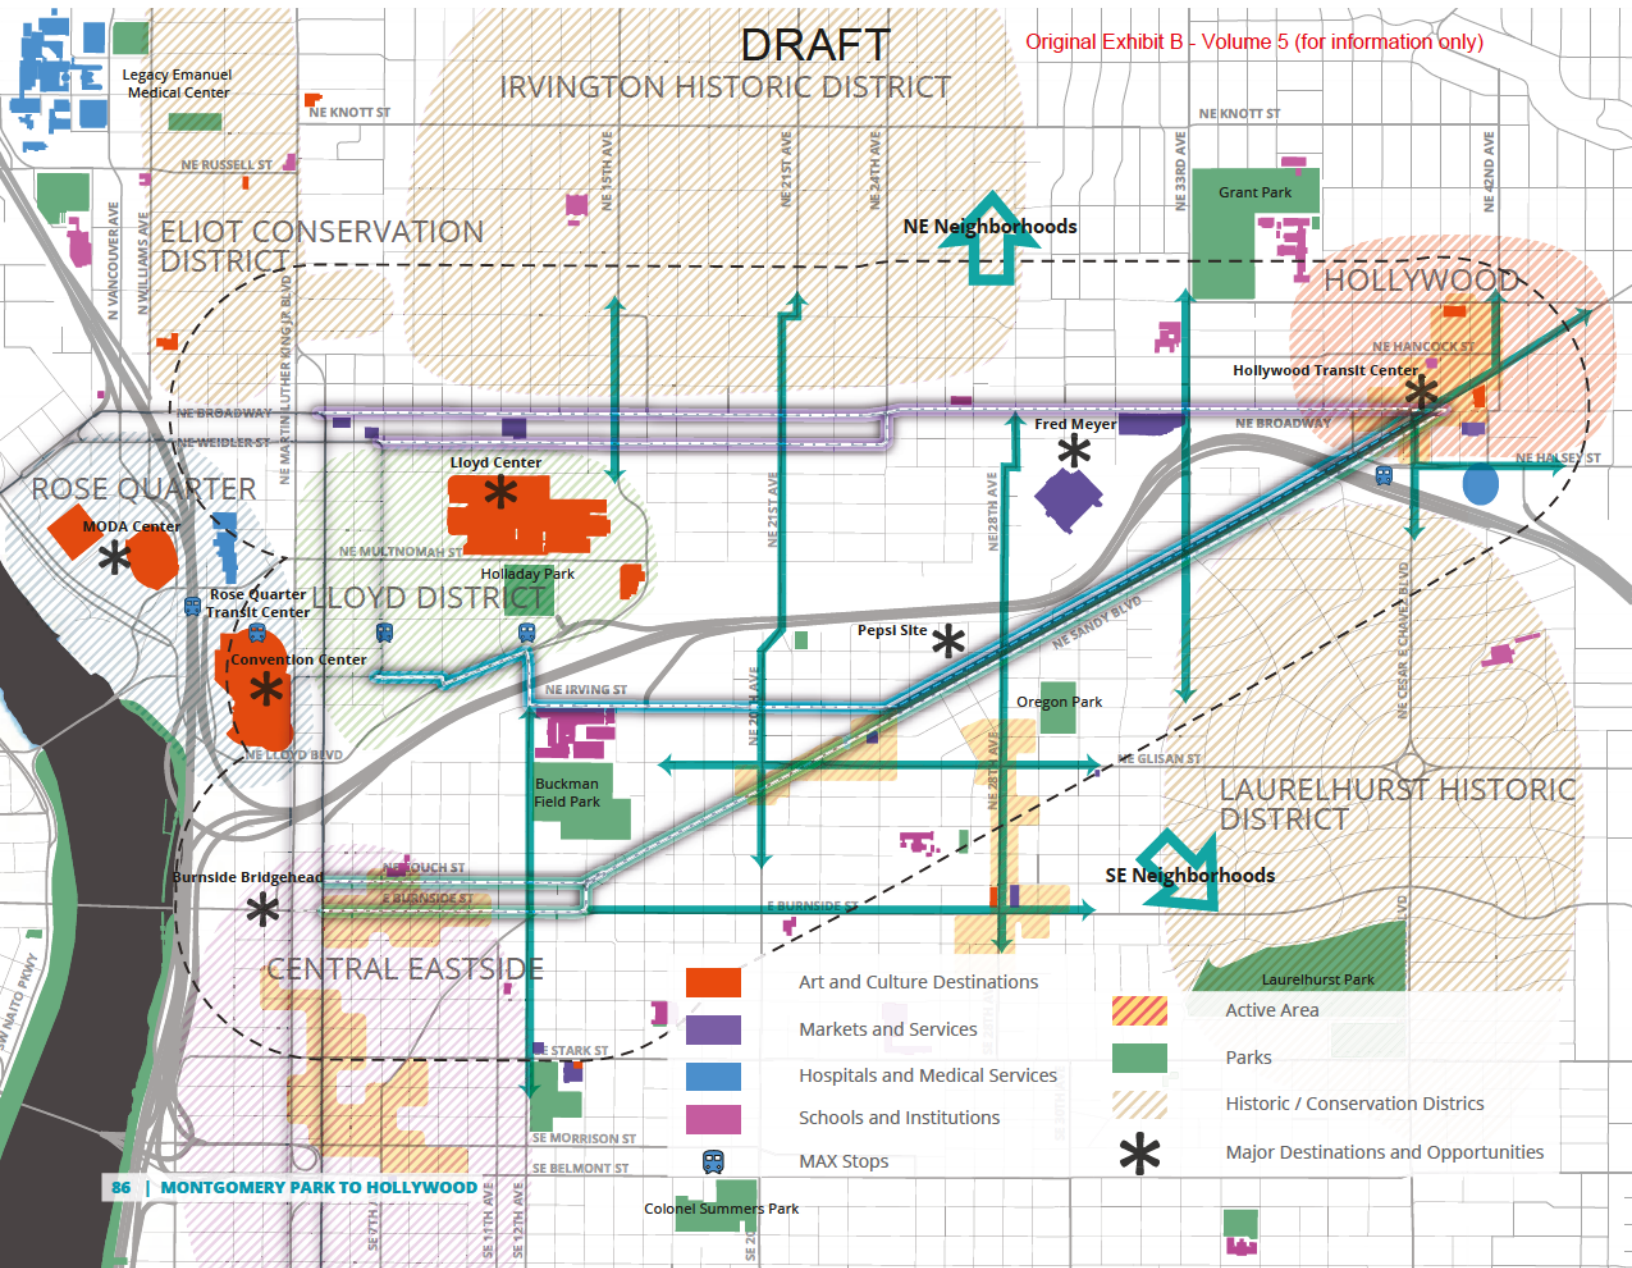 DRAFT
Original Exhibit B - Volume 5 (for information only)
IRVINGTON HISTORIC DISTRICT
Legacy Emanuel
Medical Center
NE KNOTT ST
NE KNOTT ST
NE RUSSELL ST
NE 15TH AVE
NE 21ST AVE
NE 24TH AVE
NE 33RD AVE
NE 42ND AVE
Grant Park
N VANCOUVER AVE
N WILLIAMS AVE
ELIOT CONSERVATION
DISTRICT
NE Neighborhoods
HOLLYWOOD
NE MARTIN LUTHER KING JR BLVD
NE HANCOCK ST
Hollywood Transit Center
NE BROADWAY
NE WEIDLER ST
Fred Meyer
NE BROADWAY
NE HALSEY ST
Lloyd Center
ROSE QUARTER
MODA Center
NE 21ST AVE
NE 28TH AVE
NE MULTNOMAH ST
Holladay Park
LLOYD DISTRICT
Rose Quarter
Transit Center
NE SANDY BLVD
NE CESAR E CHAVEZ BLVD
Pepsi Site
Convention Center
NE IRVING ST
NE 20TH AVE
Oregon Park
NE LLOYD BLVD
NE 28TH AVE
NE GLISAN ST
Buckman
Field Park
LAURELHURST HISTORIC
DISTRICT
NE COUCH ST
Burnside Bridgehead
E BURNSIDE ST
E BURNSIDE ST
SE Neighborhoods
BLVD
CENTRAL EASTSIDE
Laurelhurst Park
SW NAITO PKWY
Art and Culture Destinations
Markets and Services
Hospitals and Medical Services
Schools and Institutions
MAX Stops
Active Area
Parks
Historic / Conservation Districs
Major Destinations and Opportunities
SE STARK ST
SE MORRISON ST
SE BELMONT ST
86 | MONTGOMERY PARK TO HOLLYWOOD
SE 7TH
SE 11TH AVE
SE 12TH AVE
Colonel Summers Park
SE 20